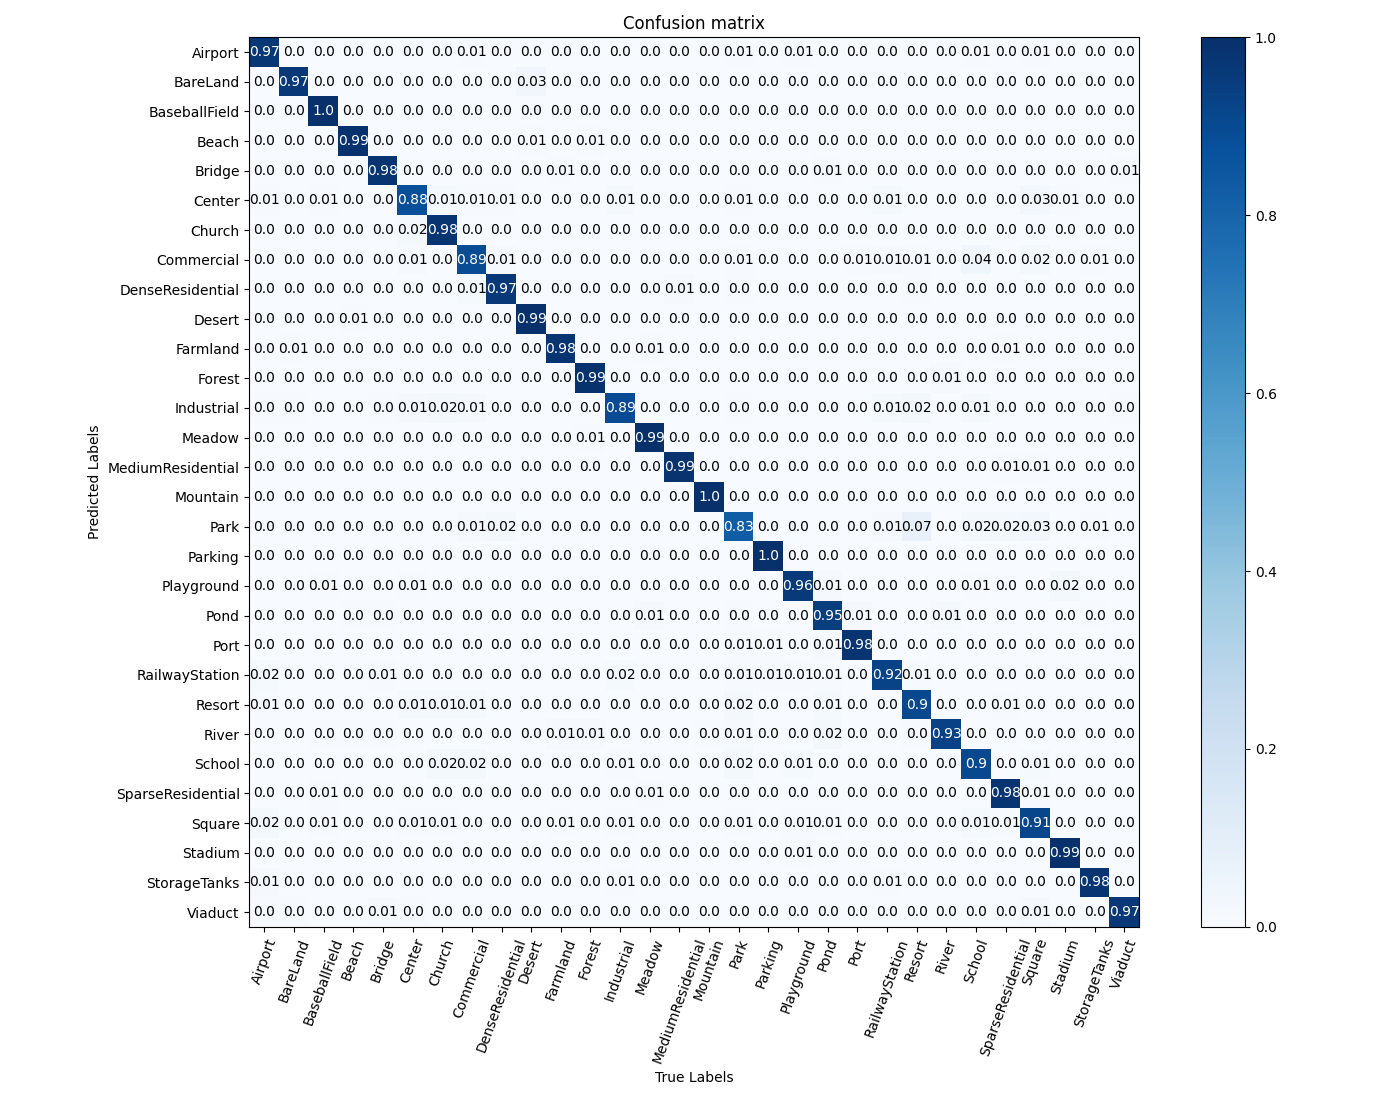 Confusion matrix
Airport 0.97 0.0 0.0 0.0 0.0 0.0 0.0 0.01 0.0 0.0 0.0 0.0 0.0 0.0 0.0 0.0 0.01 0.0 0.01 0.0 0.0 0.0 0.0 0.0 0.01 0.0 0.01 0.0 0.0 0.0
BareLand 0.0 0.97 0.0 0.0 0.0 0.0 0.0 0.0 0.0 0.03 0.0 0.0 0.0 0.0 0.0 0.0 0.0 0.0 0.0 0.0 0.0 0.0 0.0 0.0 0.0 0.0 0.0 0.0 0.0 0.0
BaseballField 0.0 0.0 1.0 0.0 0.0 0.0 0.0 0.0 0.0 0.0 0.0 0.0 0.0 0.0 0.0 0.0 0.0 0.0 0.0 0.0 0.0 0.0 0.0 0.0 0.0 0.0 0.0 0.0 0.0 0.0
Beach 0.0 0.0 0.0 0.99 0.0 0.0 0.0 0.0 0.0 0.01 0.0 0.01 0.0 0.0 0.0 0.0 0.0 0.0 0.0 0.0 0.0 0.0 0.0 0.0 0.0 0.0 0.0 0.0 0.0 0.0
Bridge 0.0 0.0 0.0 0.0 0.98 0.0 0.0 0.0 0.0 0.0 0.01 0.0 0.0 0.0 0.0 0.0 0.0 0.0 0.0 0.01 0.0 0.0 0.0 0.0 0.0 0.0 0.0 0.0 0.0 0.01
Center 0.01 0.0 0.01 0.0 0.0 0.88 0.01 0.01 0.01 0.0 0.0 0.0 0.01 0.0 0.0 0.0 0.01 0.0 0.0 0.0 0.0 0.01 0.0 0.0 0.0 0.0 0.03 0.01 0.0 0.0
Church 0.0 0.0 0.0 0.0 0.0 0.02 0.98 0.0 0.0 0.0 0.0 0.0 0.0 0.0 0.0 0.0 0.0 0.0 0.0 0.0 0.0 0.0 0.0 0.0 0.0 0.0 0.0 0.0 0.0 0.0
Commercial 0.0 0.0 0.0 0.0 0.0 0.01 0.0 0.89 0.01 0.0 0.0 0.0 0.0 0.0 0.0 0.0 0.01 0.0 0.0 0.0 0.01 0.01 0.01 0.0 0.04 0.0 0.02 0.0 0.01 0.0
DenseResidential 0.0 0.0 0.0 0.0 0.0 0.0 0.0 0.01 0.97 0.0 0.0 0.0 0.0 0.0 0.01 0.0 0.0 0.0 0.0 0.0 0.0 0.0 0.0 0.0 0.0 0.0 0.0 0.0 0.0 0.0
Desert 0.0 0.0 0.0 0.01 0.0 0.0 0.0 0.0 0.0 0.99 0.0 0.0 0.0 0.0 0.0 0.0 0.0 0.0 0.0 0.0 0.0 0.0 0.0 0.0 0.0 0.0 0.0 0.0 0.0 0.0
Farmland 0.0 0.01 0.0 0.0 0.0 0.0 0.0 0.0 0.0 0.0 0.98 0.0 0.0 0.01 0.0 0.0 0.0 0.0 0.0 0.0 0.0 0.0 0.0 0.0 0.0 0.01 0.0 0.0 0.0 0.0
Forest 0.0 0.0 0.0 0.0 0.0 0.0 0.0 0.0 0.0 0.0 0.0 0.99 0.0 0.0 0.0 0.0 0.0 0.0 0.0 0.0 0.0 0.0 0.0 0.01 0.0 0.0 0.0 0.0 0.0 0.0
Industrial 0.0 0.0 0.0 0.0 0.0 0.01 0.02 0.01 0.0 0.0 0.0 0.0 0.89 0.0 0.0 0.0 0.0 0.0 0.0 0.0 0.0 0.01 0.02 0.0 0.01 0.0 0.0 0.0 0.0 0.0
Meadow 0.0 0.0 0.0 0.0 0.0 0.0 0.0 0.0 0.0 0.0 0.0 0.01 0.0 0.99 0.0 0.0 0.0 0.0 0.0 0.0 0.0 0.0 0.0 0.0 0.0 0.0 0.0 0.0 0.0 0.0
MediumResidential 0.0 0.0 0.0 0.0 0.0 0.0 0.0 0.0 0.0 0.0 0.0 0.0 0.0 0.0 0.99 0.0 0.0 0.0 0.0 0.0 0.0 0.0 0.0 0.0 0.0 0.01 0.01 0.0 0.0 0.0
Mountain 0.0 0.0 0.0 0.0 0.0 0.0 0.0 0.0 0.0 0.0 0.0 0.0 0.0 0.0 0.0 1.0 0.0 0.0 0.0 0.0 0.0 0.0 0.0 0.0 0.0 0.0 0.0 0.0 0.0 0.0
Park 0.0 0.0 0.0 0.0 0.0 0.0 0.0 0.01 0.02 0.0 0.0 0.0 0.0 0.0 0.0 0.0 0.83 0.0 0.0 0.0 0.0 0.01 0.07 0.0 0.02 0.02 0.03 0.0 0.01 0.0
Parking 0.0 0.0 0.0 0.0 0.0 0.0 0.0 0.0 0.0 0.0 0.0 0.0 0.0 0.0 0.0 0.0 0.0 1.0 0.0 0.0 0.0 0.0 0.0 0.0 0.0 0.0 0.0 0.0 0.0 0.0
Playground 0.0 0.0 0.01 0.0 0.0 0.01 0.0 0.0 0.0 0.0 0.0 0.0 0.0 0.0 0.0 0.0 0.0 0.0 0.96 0.01 0.0 0.0 0.0 0.0 0.01 0.0 0.0 0.02 0.0 0.0
Pond 0.0 0.0 0.0 0.0 0.0 0.0 0.0 0.0 0.0 0.0 0.0 0.0 0.0 0.01 0.0 0.0 0.0 0.0 0.0 0.95 0.01 0.0 0.0 0.01 0.0 0.0 0.0 0.0 0.0 0.0
Port 0.0 0.0 0.0 0.0 0.0 0.0 0.0 0.0 0.0 0.0 0.0 0.0 0.0 0.0 0.0 0.0 0.01 0.01 0.0 0.01 0.98 0.0 0.0 0.0 0.0 0.0 0.0 0.0 0.0 0.0
RailwayStation 0.02 0.0 0.0 0.0 0.01 0.0 0.0 0.0 0.0 0.0 0.0 0.0 0.02 0.0 0.0 0.0 0.01 0.01 0.01 0.01 0.0 0.92 0.01 0.0 0.0 0.0 0.0 0.0 0.0 0.0
Resort 0.01 0.0 0.0 0.0 0.0 0.01 0.01 0.01 0.0 0.0 0.0 0.0 0.0 0.0 0.0 0.0 0.02 0.0 0.0 0.01 0.0 0.0 0.9 0.0 0.0 0.01 0.0 0.0 0.0 0.0
River 0.0 0.0 0.0 0.0 0.0 0.0 0.0 0.0 0.0 0.0 0.01 0.01 0.0 0.0 0.0 0.0 0.01 0.0 0.0 0.02 0.0 0.0 0.0 0.93 0.0 0.0 0.0 0.0 0.0 0.0
School 0.0 0.0 0.0 0.0 0.0 0.0 0.02 0.02 0.0 0.0 0.0 0.0 0.01 0.0 0.0 0.0 0.02 0.0 0.01 0.0 0.0 0.0 0.0 0.0 0.9 0.0 0.01 0.0 0.0 0.0
SparseResidential 0.0 0.0 0.01 0.0 0.0 0.0 0.0 0.0 0.0 0.0 0.0 0.0 0.0 0.01 0.0 0.0 0.0 0.0 0.0 0.0 0.0 0.0 0.0 0.0 0.0 0.98 0.01 0.0 0.0 0.0
Square 0.02 0.0 0.01 0.0 0.0 0.01 0.01 0.0 0.0 0.0 0.01 0.0 0.01 0.0 0.0 0.0 0.01 0.0 0.01 0.01 0.0 0.0 0.0 0.0 0.01 0.01 0.91 0.0 0.0 0.0
Stadium 0.0 0.0 0.0 0.0 0.0 0.0 0.0 0.0 0.0 0.0 0.0 0.0 0.0 0.0 0.0 0.0 0.0 0.0 0.01 0.0 0.0 0.0 0.0 0.0 0.0 0.0 0.0 0.99 0.0 0.0
StorageTanks 0.01 0.0 0.0 0.0 0.0 0.0 0.0 0.0 0.0 0.0 0.0 0.0 0.01 0.0 0.0 0.0 0.0 0.0 0.0 0.0 0.0 0.01 0.0 0.0 0.0 0.0 0.0 0.0 0.98 0.0
Viaduct 0.0 0.0 0.0 0.0 0.01 0.0 0.0 0.0 0.0 0.0 0.0 0.0 0.0 0.0 0.0 0.0 0.0 0.0 0.0 0.0 0.0 0.0 0.0 0.0 0.0 0.0 0.01 0.0 0.0 0.97
Predicted Labels
Airport BareLand BaseballField Beach Bridge Center Church Commercial DenseResidential Desert Farmland Forest Industrial Meadow MediumResidential Mountain Park Parking Playground Pond Port RailwayStation Resort River School SparseResidential Square Stadium StorageTanks Viaduct
True Labels
1.0
0.8
0.6
0.4
0.2
0.0